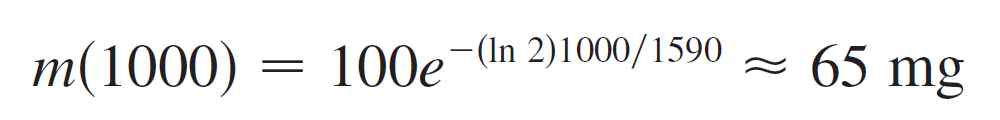 m(1000) = 100e^{-(ln 2)1000/1590} ≈ 65 mg